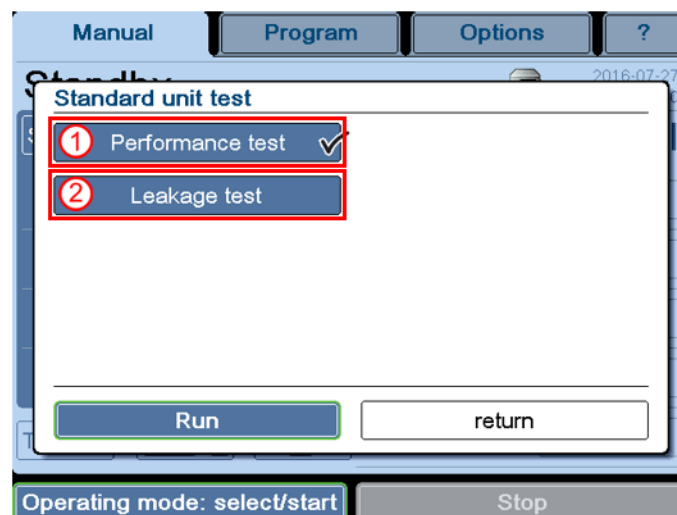 Manual Program Options ?
Standby
2016-07-27
Standard unit test
1 Performance test
2 Leakage test
Run return
Operating mode: select/start Stop